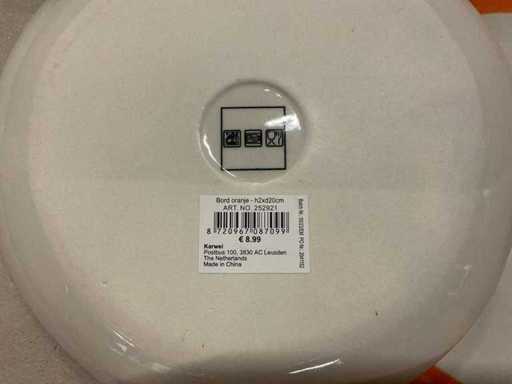 Bord oranje - h2xd20cm
ART. NO. 252921
8 720967 087099
€ 8.99
Karwei
Postbus 100, 3830 AC Leusden
The Netherlands
Made in China